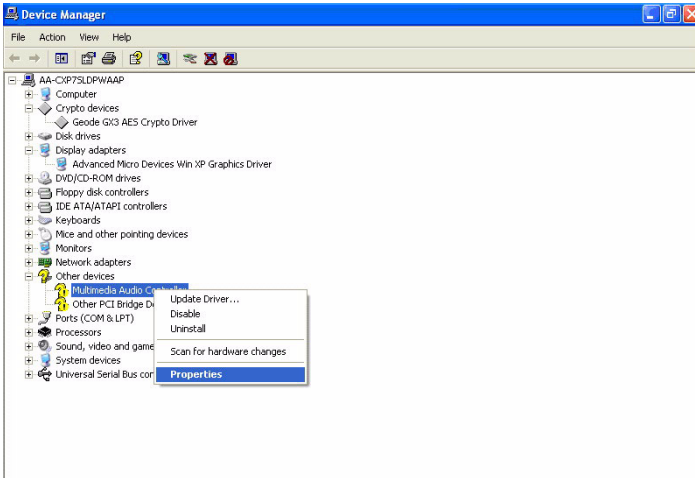 Device Manager
File Action View Help
AA-CXP7SLDPWAAP
Computer
Crypto devices
Geode GX3 AES Crypto Driver
Disk drives
Display adapters
Advanced Micro Devices Win XP Graphics Driver
DVD/CD-ROM drives
Floppy disk controllers
IDE ATA/ATAPI controllers
Keyboards
Mice and other pointing devices
Monitors
Network adapters
Other devices
Multimedia Audio
Other PCI Bridge
Ports (COM & LPT)
Processors
Sound, video and game
System devices
Universal Serial Bus
Update Driver...
Disable
Uninstall
Scan for hardware changes
Properties